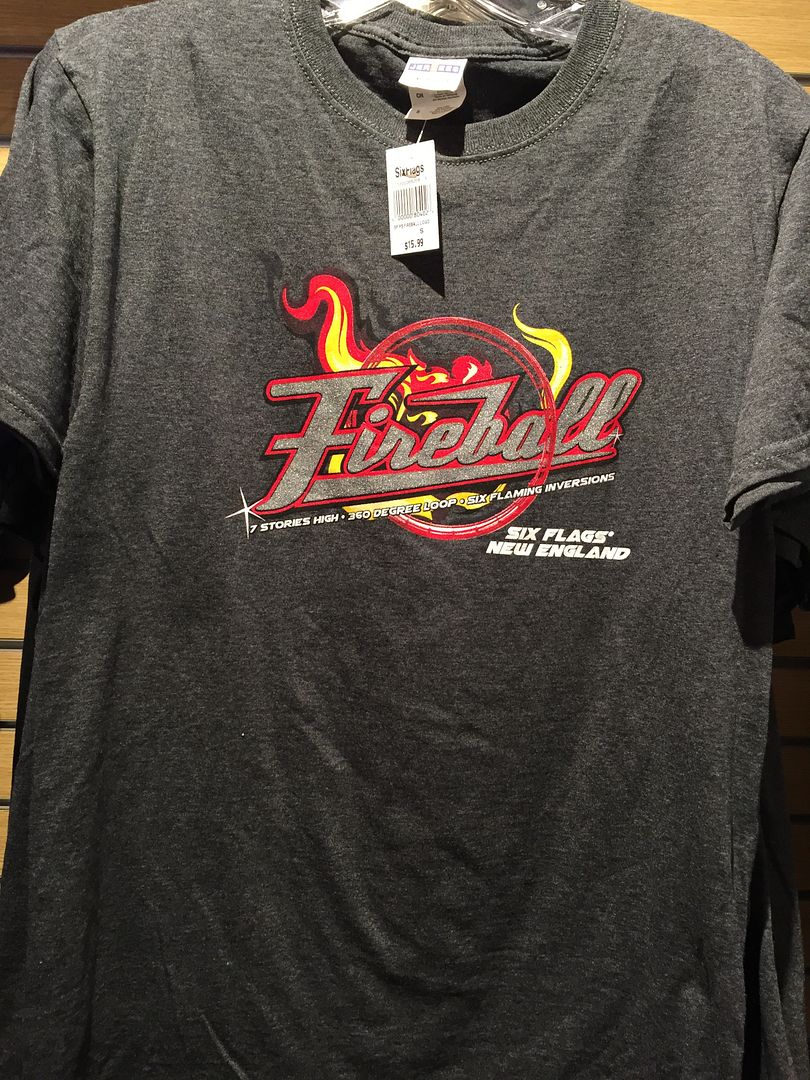 SixFlags
S
$15.99
Fireball
7 STORIES HIGH • 360 DEGREE LOOP • SIX FLAMING INVERSIONS
SIX FLAGS®
NEW ENGLAND